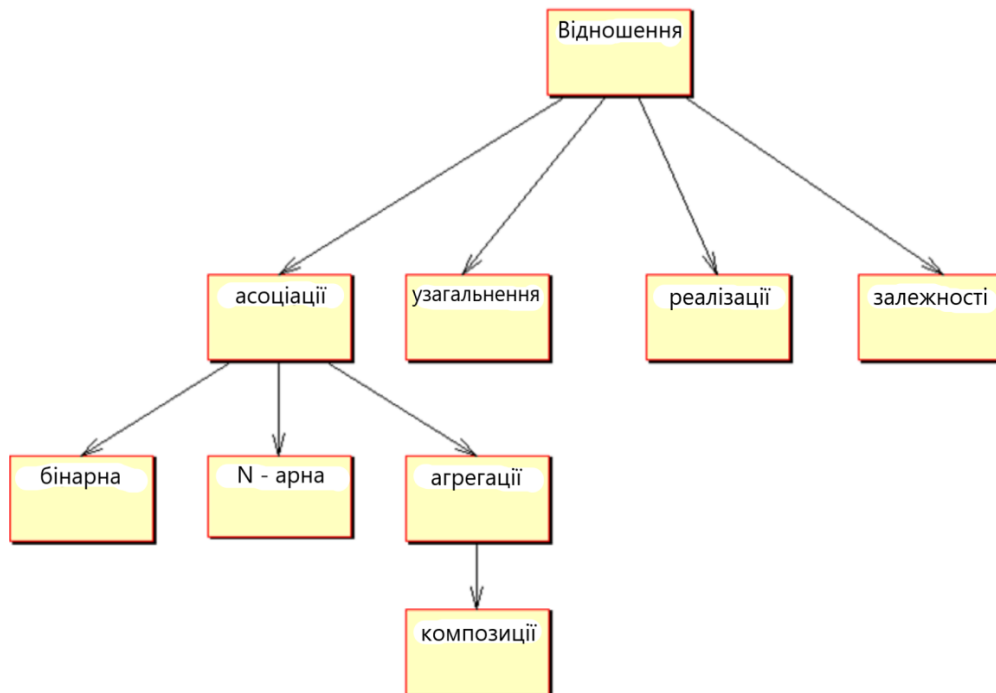 Відношення
асоціації
узагальнення
реалізації
залежності
бінарна
N - арна
агрегації
композиції